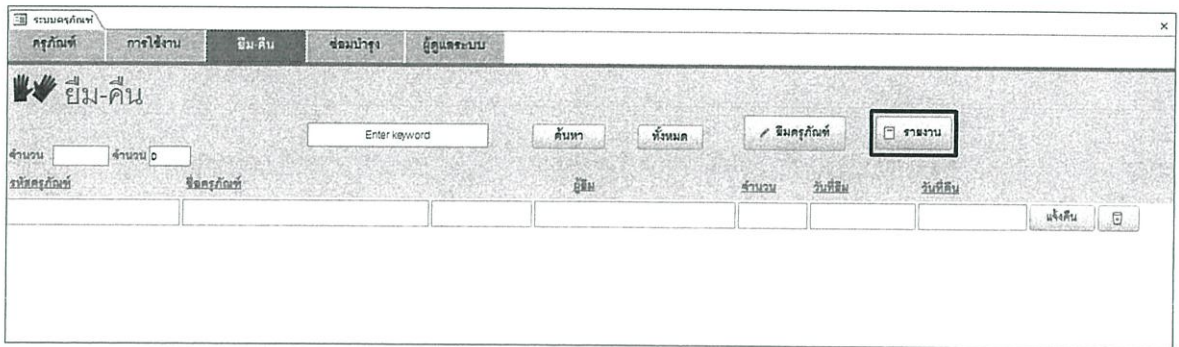 ระบบครุภัณฑ์
ครุภัณฑ์ การใช้งาน ยืม-คืน ซ่อมบำรุง ผู้ดูแลระบบ
ยืม-คืน
Enter keyword ค้นหา ทั้งหมด ยืมครุภัณฑ์ รายงาน
จำนวน จำนวน 0
รหัสครุภัณฑ์ ชื่อครุภัณฑ์ ผู้ยืม จำนวน วันที่ยืม วันที่คืน
แจ้งคืน